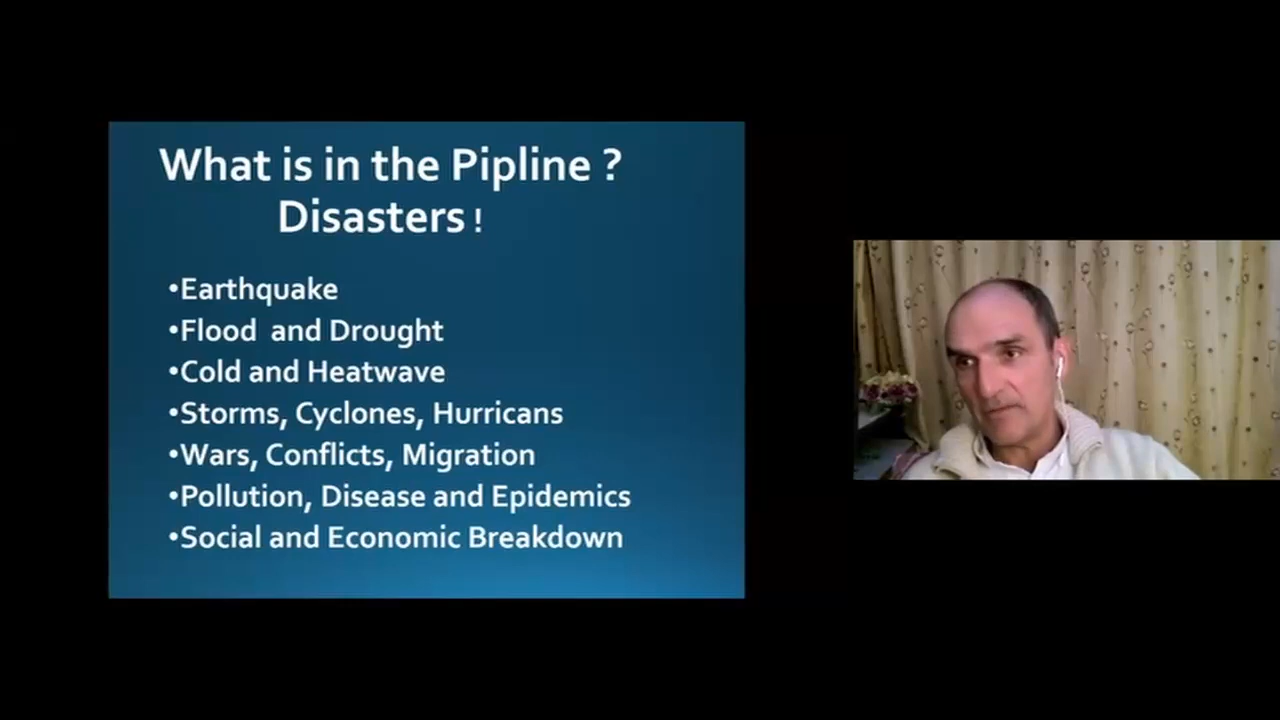 What is in the Pipline ?
Disasters !
•Earthquake
•Flood  and Drought
•Cold and Heatwave
•Storms, Cyclones, Hurricans
•Wars, Conflicts, Migration
•Pollution, Disease and Epidemics
•Social and Economic Breakdown